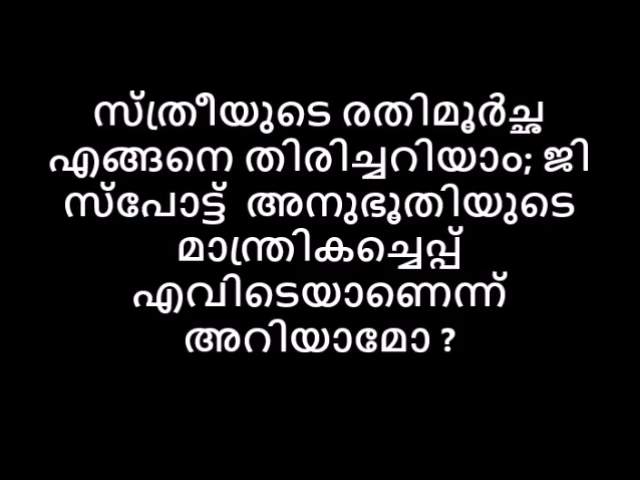 സ്ത്രീയുടെ രതിമൂർച്ഛ
എങ്ങനെ തിരിച്ചറിയാം; ജി
സ്പോട്ട് അനുഭൂതിയുടെ
മാന്ത്രികച്ചെപ്പ്
എവിടെയാണെന്ന്
അറിയാമോ ?